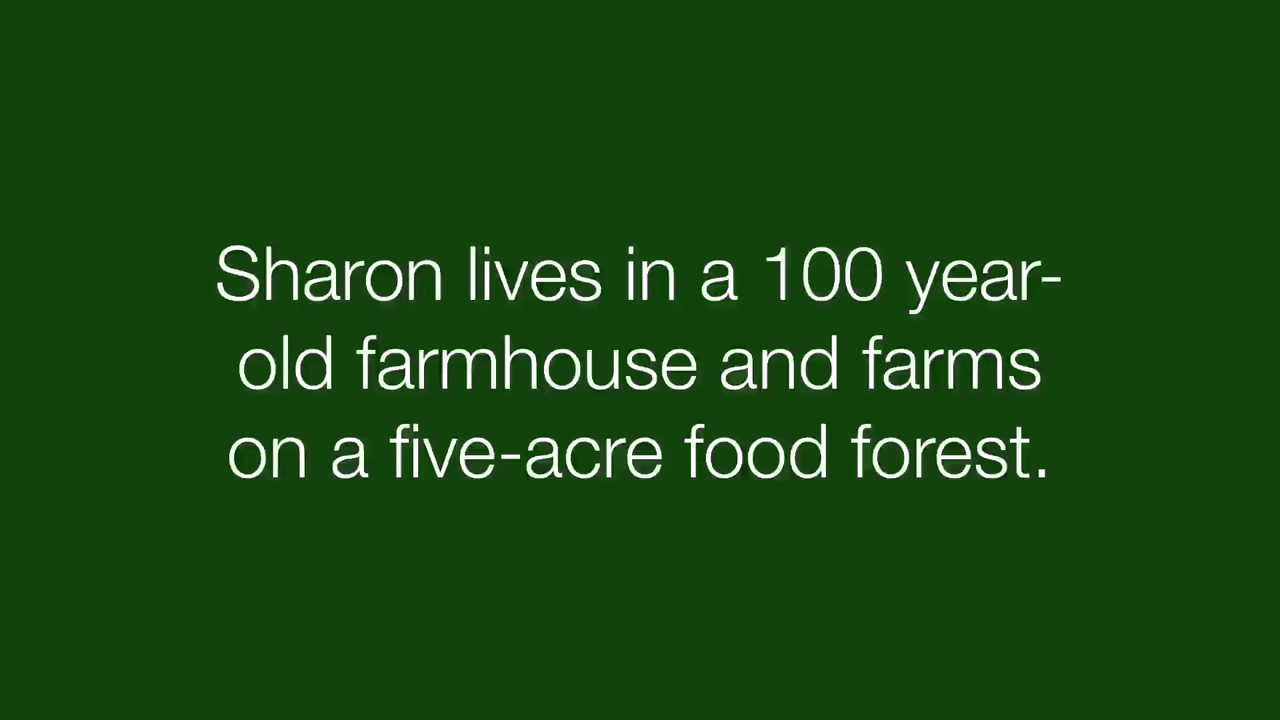 Sharon lives in a 100 year-
old farmhouse and farms
on a five-acre food forest.